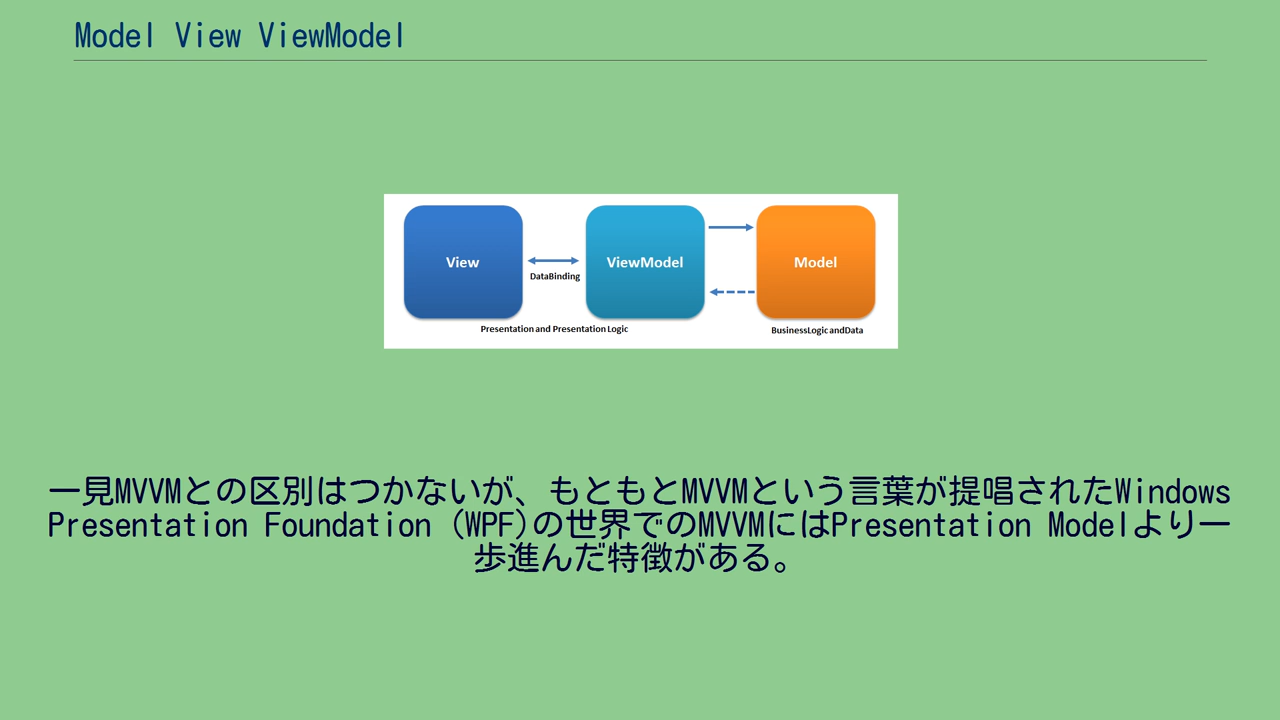 Model View ViewModel
View
ViewModel
Model
DataBinding
Presentation and Presentation Logic
BusinessLogicandData
一見MVVMとの区別はつかないが、もともとMVVMという言葉が提唱されたWindows
Presentation Foundation (WPF)の世界でのMVVMにはPresentation Modelより一
歩進んだ特徴がある。